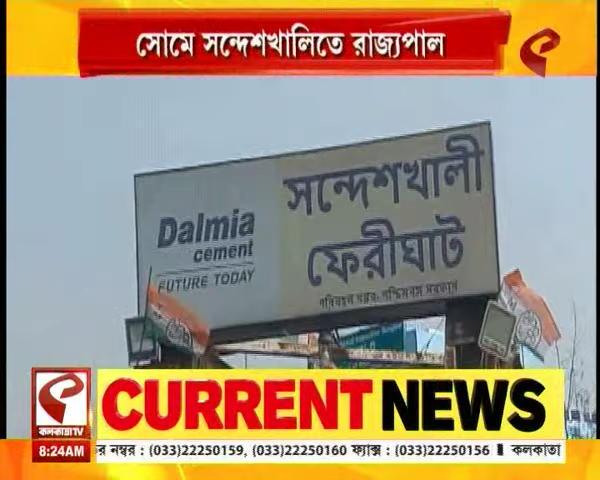 সোমে সন্দেশখালিতে রাজ্যপাল
সন্দেশখালী
ফেরীঘাট
Dalmia
cement
FUTURE TODAY
পরিবহন দপ্তর, পশ্চিমবঙ্গ সরকার
CURRENT NEWS
কলকাতা TV
8:24AM
র নম্বর : (033)22250159, (033)22250160 ফ্যাক্স : (033)22250156 | কলকাতা